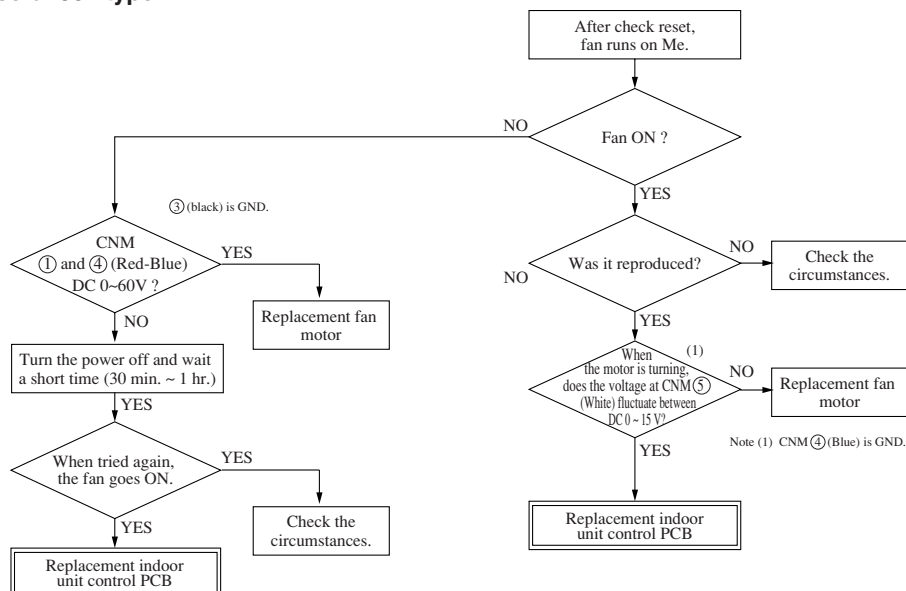 After check reset,
fan runs on Me.
NO
Fan ON ?
YES
③ (black) is GND.
CNM
① and ④ (Red-Blue)
DC 0~60V ?
YES
NO
Was it reproduced?
NO
Check the
circumstances.
Replacement fan
motor
NO
YES
Turn the power off and wait
a short time (30 min. ~ 1 hr.)
When
(1)
the motor is turning,
does the voltage at CNM ⑤
(White) fluctuate between
DC 0 ~ 15 V?
NO
Replacement fan
motor
YES
Note (1) CNM ④ (Blue) is GND.
YES
When tried again,
the fan goes ON.
YES
Check the
circumstances.
YES
Replacement indoor
unit control PCB
Replacement indoor
unit control PCB